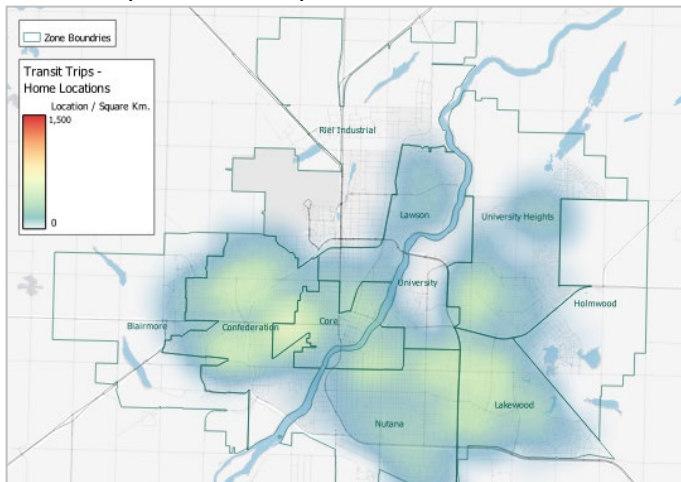 Zone Boundries
Transit Trips -
Home Locations
Location / Square Km.
1,500
0
Riel Industrial
Lawson
University Heights
University
Holmwood
Blairmore
Confederation
Core
Lakewood
Nutana